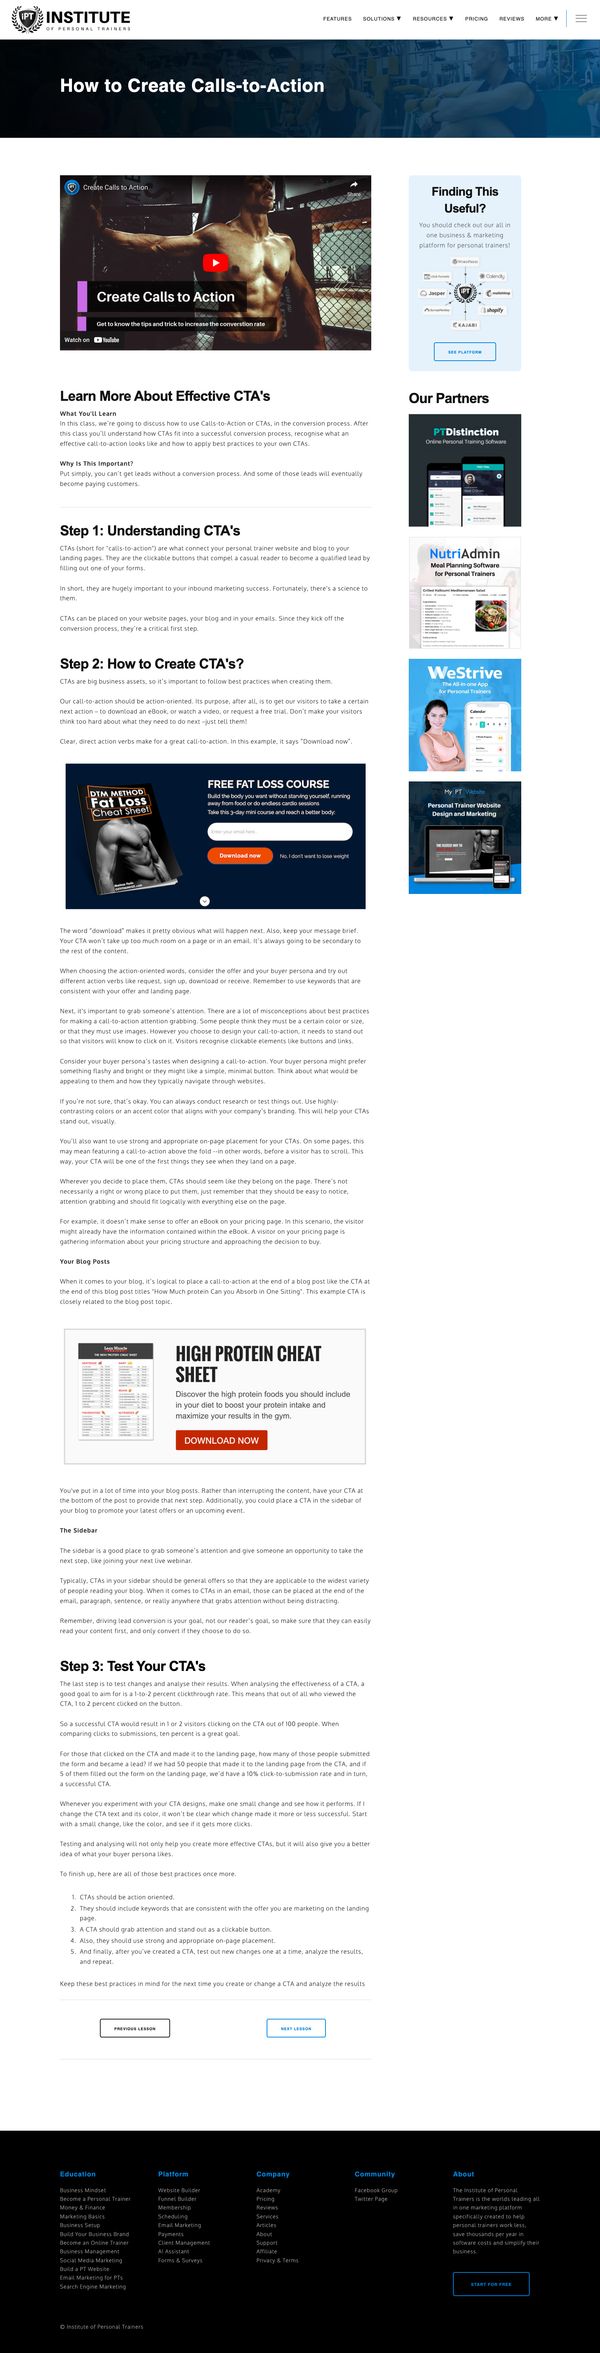 IPT INSTITUTE
OF PERSONAL TRAINERS
FEATURES SOLUTIONS ▼ RESOURCES ▼ PRICING REVIEWS MORE ▼
How to Create Calls-to-Action
Create Calls to Action
Share
Create Calls to Action
Get to know the tips and trick to increase the converstion rate
Watch on YouTube
Finding This
Useful?
You should check out our all in
one business & marketing
platform for personal trainers!
Calendly
Jasper
mailchimp
shopify
KAJABI
SEE PLATFORM
Learn More About Effective CTA's
What You'll Learn
In this class, we're going to discuss how to use Calls-to-Action or CTAs, in the conversion process. After
this class you'll understand how CTAs fit into a successful conversion process, recognise what an
effective call-to-action looks like and how to apply best practices to your own CTAs.
Why Is This Important?
Put simply, you can't get leads without a conversion process. And some of those leads will eventually
become paying customers.
Our Partners
PTDistinction
Online Personal Training Software
NutriAdmin
Meal Planning Software
for Personal Trainers
WeStrive
The All-in-one App
for Personal Trainers
Calendar
My PT Website
Personal Trainer Website
Design and Marketing
Step 1: Understanding CTA's
CTAs (short for "calls-to-action") are what connect your personal trainer website and blog to your
landing pages. They are the clickable buttons that compel a casual reader to become a qualified lead by
filling out one of your forms.
In short, they are hugely important to your inbound marketing success. Fortunately, there's a science to
them.
CTAs can be placed on your website pages, your blog and in your emails. Since they kick off the
conversion process, they're a critical first step.
Step 2: How to Create CTA's?
CTAs are big business assets, so it's important to follow best practices when creating them.
Our call-to-action should be action-oriented. Its purpose, after all, is to get our visitors to take a certain
next action – to download an eBook, or watch a video, or request a free trial. Don't make your visitors
think too hard about what they need to do next –just tell them!
Clear, direct action verbs make for a great call-to-action. In this example, it says "Download now".
DTM METHOD
Fat Loss
Cheat Sheet!
FREE FAT LOSS COURSE
Build the body you want without starving yourself, running
away from food or do endless cardio sessions
Take this 3-day mini course and reach a better body:
Enter your email here...
Download now No, I don't want to lose weight
The word "download" makes it pretty obvious what will happen next. Also, keep your message brief.
Your CTA won't take up too much room on a page or in an email. It's always going to be secondary to
the rest of the content.
When choosing the action-oriented words, consider the offer and your buyer persona and try out
different action verbs like request, sign up, download or receive. Remember to use keywords that are
consistent with your offer and landing page.
Next, it's important to grab someone's attention. There are a lot of misconceptions about best practices
for making a call-to-action attention grabbing. Some people think they must be a certain color or size,
or that they must use images. However you choose to design your call-to-action, it needs to stand out
so that visitors will know to click on it. Visitors recognise clickable elements like buttons and links.
Consider your buyer persona's tastes when designing a call-to-action. Your buyer persona might prefer
something flashy and bright or they might like a simple, minimal button. Think about what would be
appealing to them and how they typically navigate through websites.
If you're not sure, that's okay. You can always conduct research or test things out. Use highly-
contrasting colors or an accent color that aligns with your company's branding. This will help your CTAs
stand out, visually.
You'll also want to use strong and appropriate on-page placement for your CTAs. On some pages, this
may mean featuring a call-to-action above the fold --in other words, before a visitor has to scroll. This
way, your CTA will be one of the first things they see when they land on a page.
Wherever you decide to place them, CTAs should seem like they belong on the page. There's not
necessarily a right or wrong place to put them, just remember that they should be easy to notice,
attention grabbing and should fit logically with everything else on the page.
For example, it doesn't make sense to offer an eBook on your pricing page. In this scenario, the visitor
might already have the information contained within the eBook. A visitor on your pricing page is
gathering information about your pricing structure and approaching the decision to buy.
Your Blog Posts
When it comes to your blog, it's logical to place a call-to-action at the end of a blog post like the CTA at
the end of this blog post titles "How Much protein Can you Absorb in One Sitting". This example CTA is
closely related to the blog post topic.
HIGH PROTEIN CHEAT
SHEET
Discover the high protein foods you should include
in your diet to boost your protein intake and
maximize your results in the gym.
DOWNLOAD NOW
You've put in a lot of time into your blog posts. Rather than interrupting the content, have your CTA at
the bottom of the post to provide that next step. Additionally, you could place a CTA in the sidebar of
your blog to promote your latest offers or an upcoming event.
The Sidebar
The sidebar is a good place to grab someone's attention and give someone an opportunity to take the
next step, like joining your next live webinar.
Typically, CTAs in your sidebar should be general offers so that they are applicable to the widest variety
of people reading your blog. When it comes to CTAs in an email, those can be placed at the end of the
email, paragraph, sentence, or really anywhere that grabs attention without being distracting.
Remember, driving lead conversion is your goal, not our reader's goal, so make sure that they can easily
read your content first, and only convert if they choose to do so.
Step 3: Test Your CTA's
The last step is to test changes and analyse their results. When analysing the effectiveness of a CTA, a
good goal to aim for is a 1-to-2 percent clickthrough rate. This means that out of all who viewed the
CTA, 1 to 2 percent clicked on the button.
So a successful CTA would result in 1 or 2 visitors clicking on the CTA out of 100 people. When
comparing clicks to submissions, ten percent is a great goal.
For those that clicked on the CTA and made it to the landing page, how many of those people submitted
the form and became a lead? If we had 50 people that made it to the landing page from the CTA, and if
5 of them filled out the form on the landing page, we'd have a 10% click-to-submission rate and in turn,
a successful CTA.
Whenever you experiment with your CTA designs, make one small change and see how it performs. If I
change the CTA text and its color, it won't be clear which change made it more or less successful. Start
with a small change, like the color, and see if it gets more clicks.
Testing and analysing will not only help you create more effective CTAs, but it will also give you a better
idea of what your buyer persona likes.
To finish up, here are all of those best practices once more.
1. CTAs should be action oriented.
2. They should include keywords that are consistent with the offer you are marketing on the landing
page.
3. A CTA should grab attention and stand out as a clickable button.
4. Also, they should use strong and appropriate on-page placement.
5. And finally, after you've created a CTA, test out new changes one at a time, analyze the results,
and repeat.
Keep these best practices in mind for the next time you create or change a CTA and analyze the results
PREVIOUS LESSON NEXT LESSON
Education
Business Mindset
Become a Personal Trainer
Money & Finance
Marketing Basics
Business Setup
Build Your Business Brand
Become an Online Trainer
Business Management
Social Media Marketing
Build a PT Website
Email Marketing for PTs
Search Engine Marketing
Platform
Website Builder
Funnel Builder
Membership
Scheduling
Email Marketing
Payments
Client Management
AI Assistant
Forms & Surveys
Company
Academy
Pricing
Reviews
Services
Articles
About
Support
Affiliate
Privacy & Terms
Community
Facebook Group
Twitter Page
About
The Institute of Personal
Trainers is the worlds leading all
in one marketing platform
specifically created to help
personal trainers work less,
save thousands per year in
software costs and simplify their
business.
START FOR FREE
© Institute of Personal Trainers